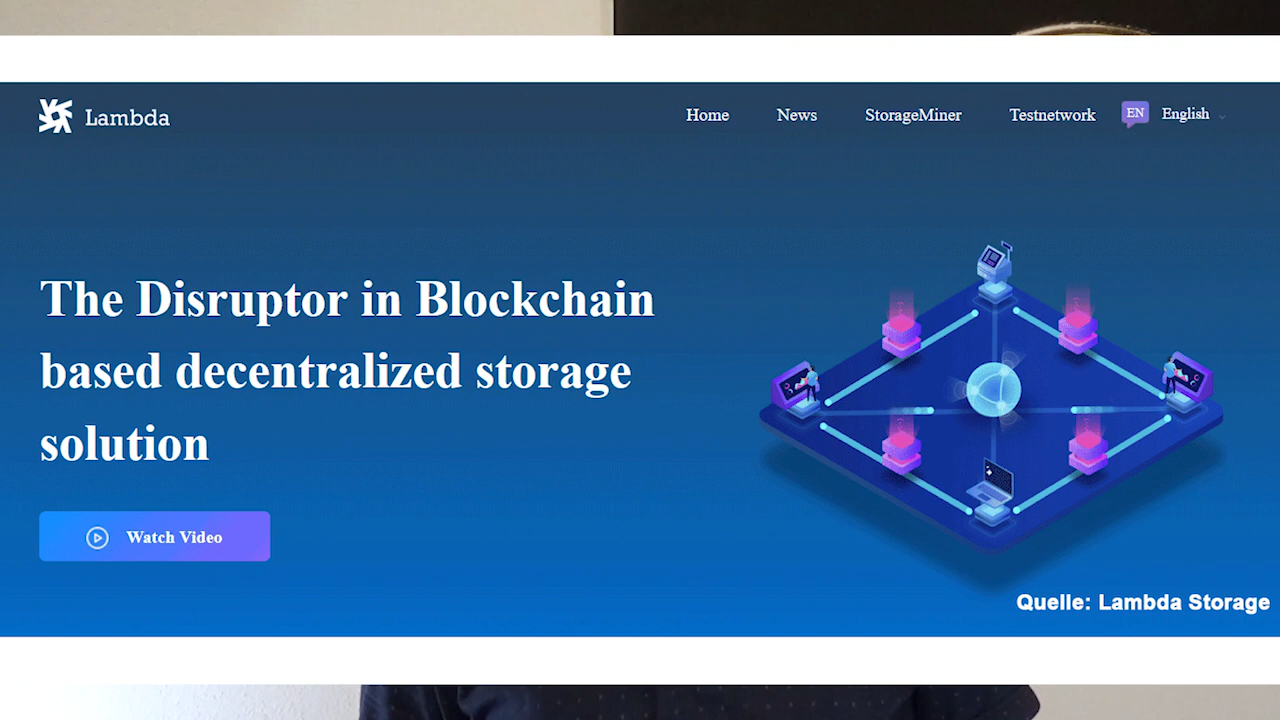 Lambda
Home News StorageMiner Testnetwork EN English
The Disruptor in Blockchain
based decentralized storage
solution
Watch Video
Quelle: Lambda Storage